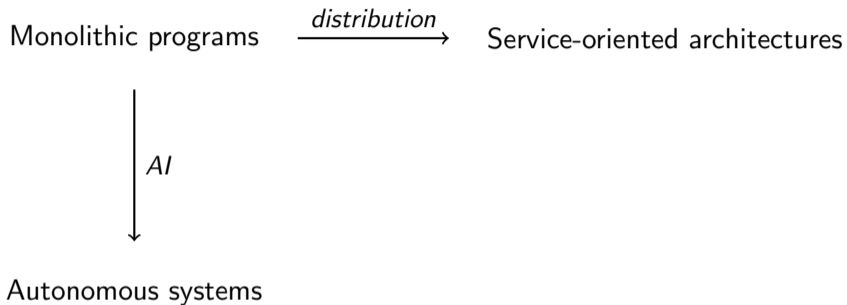 distribution
Monolithic programs
Service-oriented architectures
AI
Autonomous systems